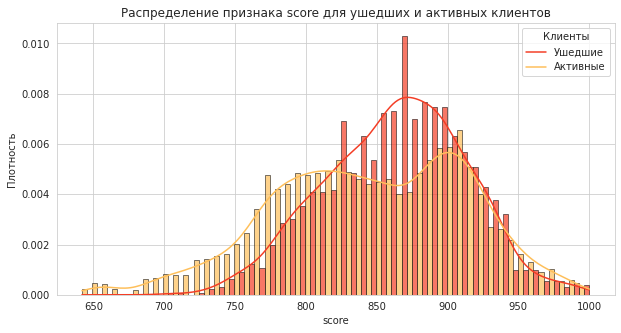 Распределение признака score для ушедших и активных клиентов
Клиенты
Ушедшие
Активные
Плотность
0.010
0.008
0.006
0.004
0.002
0.000
650
700
750
800
850
900
950
1000
score